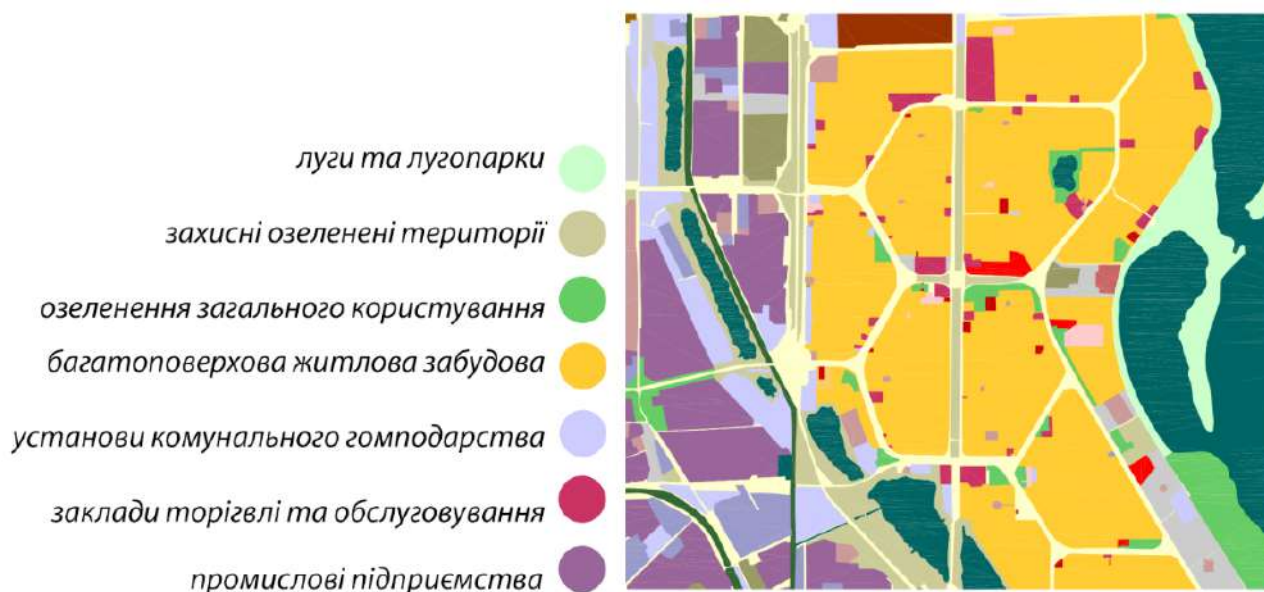 луги та лугопарки
захисні озеленені території
озеленення загального користування
багатоповерхова житлова забудова
установи комунального гомподарства
заклади торігвлі та обслуговування
промислові підприємства